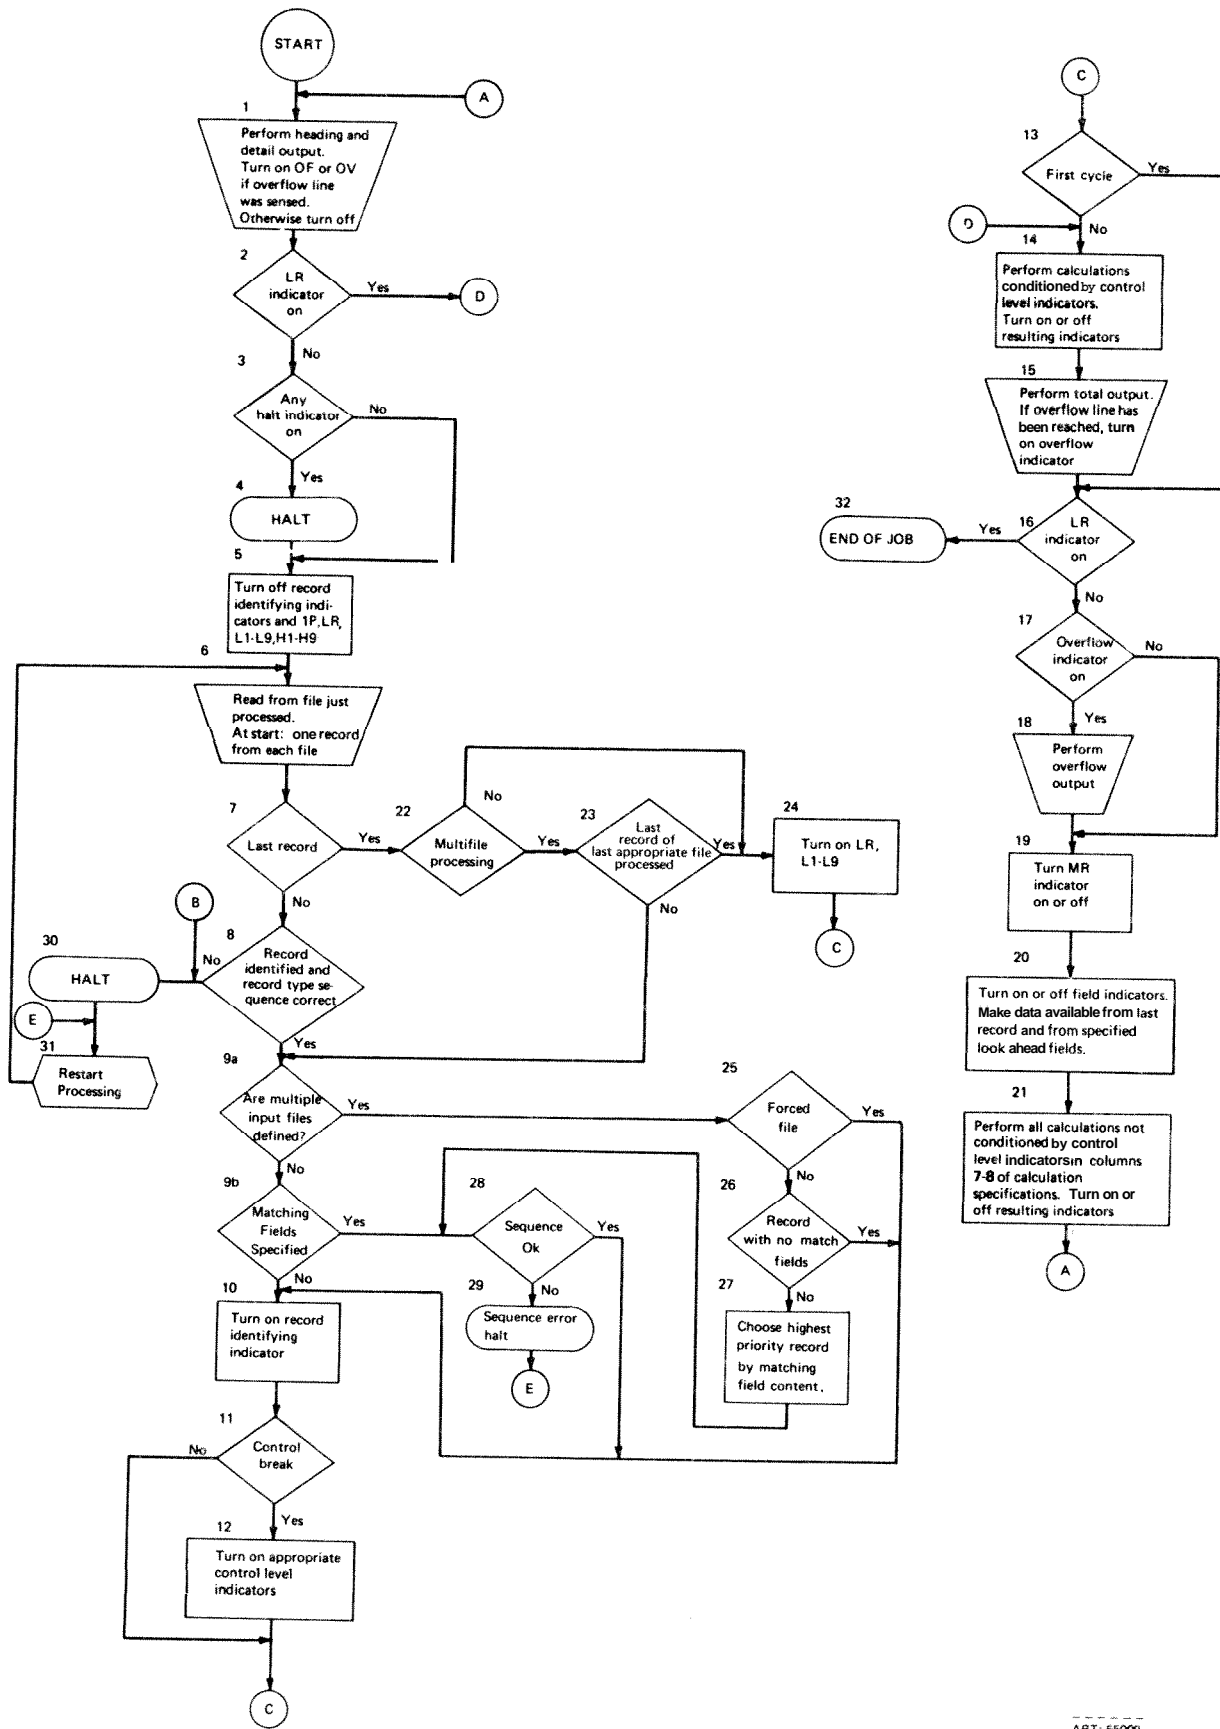 START
A
1
Perform heading and
detail output.
Turn on OF or OV
if overflow line
was sensed.
Otherwise turn off
2
LR
indicator
on
Yes
D
No
3
Any
halt indicator
on
No
Yes
4
HALT
5
Turn off record
identifying indi-
cators and 1P,LR,
L1-L9,H1-H9
6
Read from file just
processed.
At start: one record
from each file
7
Last record
Yes
No
22
Multifile
processing
No
Yes
23
Last
record of
last appropriate file
processed
Yes
No
24
Turn on LR,
L1-L9
C
B
8
Record
identified and
record type se-
quence correct
No
Yes
30
HALT
E
31
Restart
Processing
9a
Are multiple
input files
defined?
Yes
No
25
Forced
file
Yes
No
9b
Matching
Fields
Specified
Yes
No
28
Sequence
Ok
Yes
No
26
Record
with no match
fields
Yes
No
29
Sequence error
halt
E
27
Choose highest
priority record
by matching
field content.
10
Turn on record
identifying
indicator
11
Control
break
No
Yes
12
Turn on appropriate
control level
indicators
C
C
13
First cycle
Yes
No
D
14
Perform calculations
conditioned by control
level indicators.
Turn on or off
resulting indicators
15
Perform total output.
If overflow line has
been reached, turn
on overflow
indicator
32
END OF JOB
16
LR
indicator
on
Yes
No
17
Overflow
indicator
on
No
Yes
18
Perform
overflow
output
19
Turn MR
indicator
on or off
20
Turn on or off field indicators.
Make data available from last
record and from specified
look ahead fields.
21
Perform all calculations not
conditioned by control
level indicators in columns
7-8 of calculation
specifications. Turn on or
off resulting indicators
A